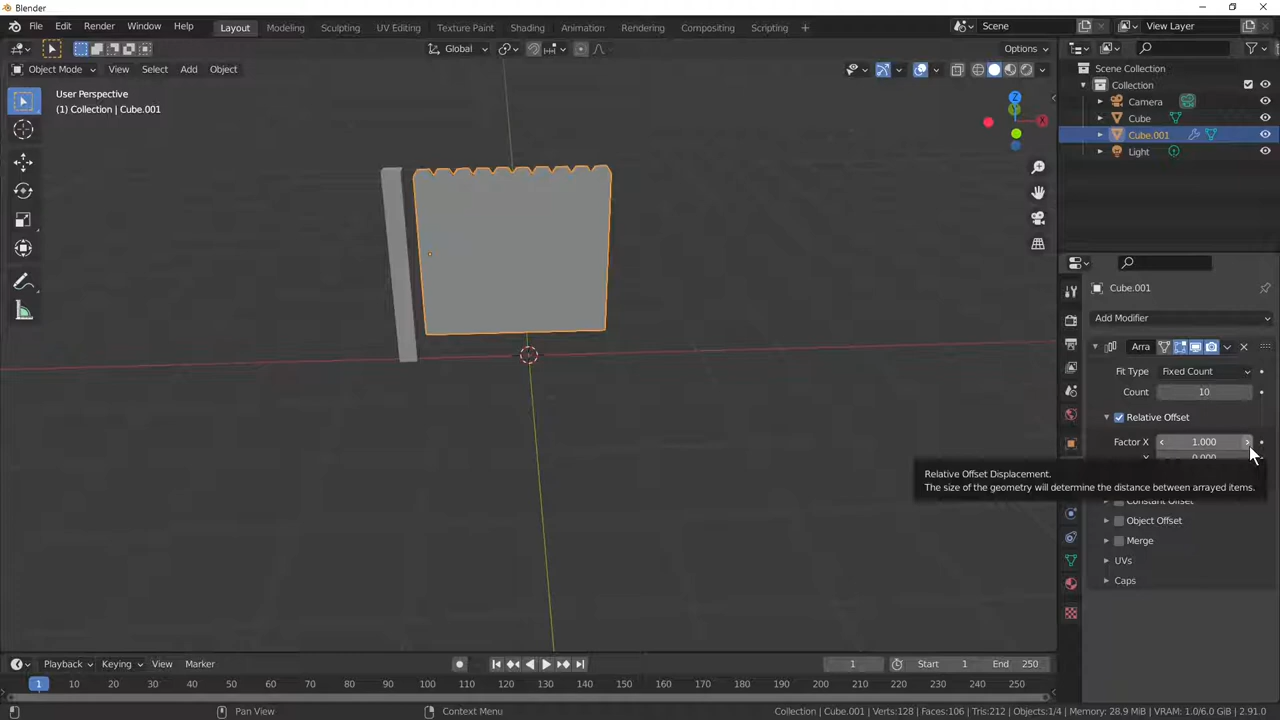 Blender
File Edit Render Window Help Layout Modeling Sculpting UV Editing Texture Paint Shading Animation Rendering Compositing Scripting Scene View Layer
Global Options
Object Mode View Select Add Object
User Perspective
(1) Collection | Cube.001
Z
X
Y
Scene Collection
Collection
Camera
Cube
Cube.001
Light
Cube.001
Add Modifier
Arra
Fit Type Fixed Count
Count 10
Relative Offset
Factor X 1.000
Y 0.000
Relative Offset Displacement.
The size of the geometry will determine the distance between arrayed items.
Constant Offset
Object Offset
Merge
UVs
Caps
Playback Keying View Marker 1 Start 1 End 250
1 10 20 30 40 50 60 70 80 90 100 110 120 130 140 150 160 170 180 190 200 210 220 230 240 250
Pan View Context Menu Collection | Cube.001 | Verts:128 | Faces:106 | Tris:212 | Objects:1/4 | Memory: 28.9 MiB | VRAM: 1.0/6.0 GiB | 2.91.0